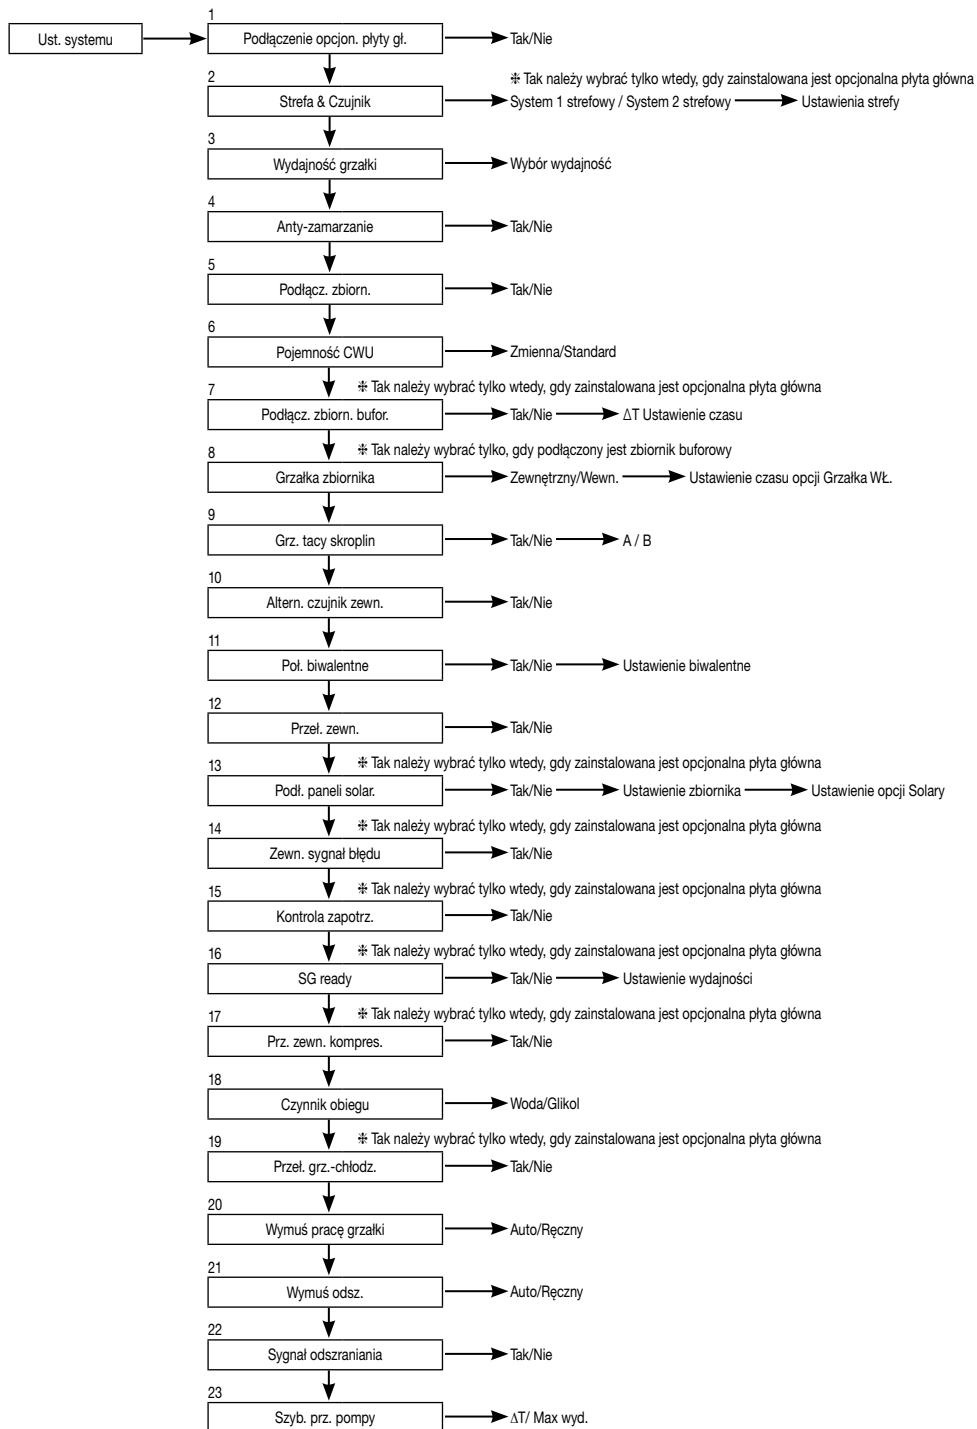 1
Ust. systemu Podłączenie opcjon. płyty gł. Tak/Nie
2 ⁜ Tak należy wybrać tylko wtedy, gdy zainstalowana jest opcjonalna płyta główna
Strefa & Czujnik System 1 strefowy / System 2 strefowy Ustawienia strefy
3
Wydajność grzałki Wybór wydajność
4
Anty-zamarzanie Tak/Nie
5
Podłącz. zbiorn. Tak/Nie
6
Pojemność CWU Zmienna/Standard
7 ⁜ Tak należy wybrać tylko wtedy, gdy zainstalowana jest opcjonalna płyta główna
Podłącz. zbiorn. bufor. Tak/Nie ΔT Ustawienie czasu
8 ⁜ Tak należy wybrać tylko, gdy podłączony jest zbiornik buforowy
Grzałka zbiornika Zewnętrzny/Wewn. Ustawienie czasu opcji Grzałka WŁ.
9
Grz. tacy skroplin Tak/Nie A / B
10
Altern. czujnik zewn. Tak/Nie
11
Poł. biwalentne Tak/Nie Ustawienie biwalentne
12
Przeł. zewn. Tak/Nie
13 ⁜ Tak należy wybrać tylko wtedy, gdy zainstalowana jest opcjonalna płyta główna
Podł. paneli solar. Tak/Nie Ustawienie zbiornika Ustawienie opcji Solary
14 ⁜ Tak należy wybrać tylko wtedy, gdy zainstalowana jest opcjonalna płyta główna
Zewn. sygnał błędu Tak/Nie
15 ⁜ Tak należy wybrać tylko wtedy, gdy zainstalowana jest opcjonalna płyta główna
Kontrola zapotrz. Tak/Nie
16 ⁜ Tak należy wybrać tylko wtedy, gdy zainstalowana jest opcjonalna płyta główna
SG ready Tak/Nie Ustawienie wydajności
17 ⁜ Tak należy wybrać tylko wtedy, gdy zainstalowana jest opcjonalna płyta główna
Prz. zewn. kompres. Tak/Nie
18
Czynnik obiegu Woda/Glikol
19 ⁜ Tak należy wybrać tylko wtedy, gdy zainstalowana jest opcjonalna płyta główna
Przeł. grz.-chłodz. Tak/Nie
20
Wymuś pracę grzałki Auto/Ręczny
21
Wymuś odsz. Auto/Ręczny
22
Sygnał odszraniania Tak/Nie
23
Szyb. prz. pompy ΔT/ Max wyd.